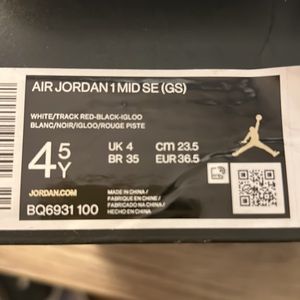 AIR JORDAN 1 MID SE (GS)
WHITE/TRACK RED-BLACK-IGLOO
BLANC/NOIR/IGLOO/ROUGE PISTE
4 5 Y
UK 4 cm 23.5
BR 35 EUR 36.5
JORDAN.COM
BQ6931 100
MADE IN CHINA/
FABRIQUE EN CHINE/
FABRICADO NA CHINA/
HECHO EN CHINA